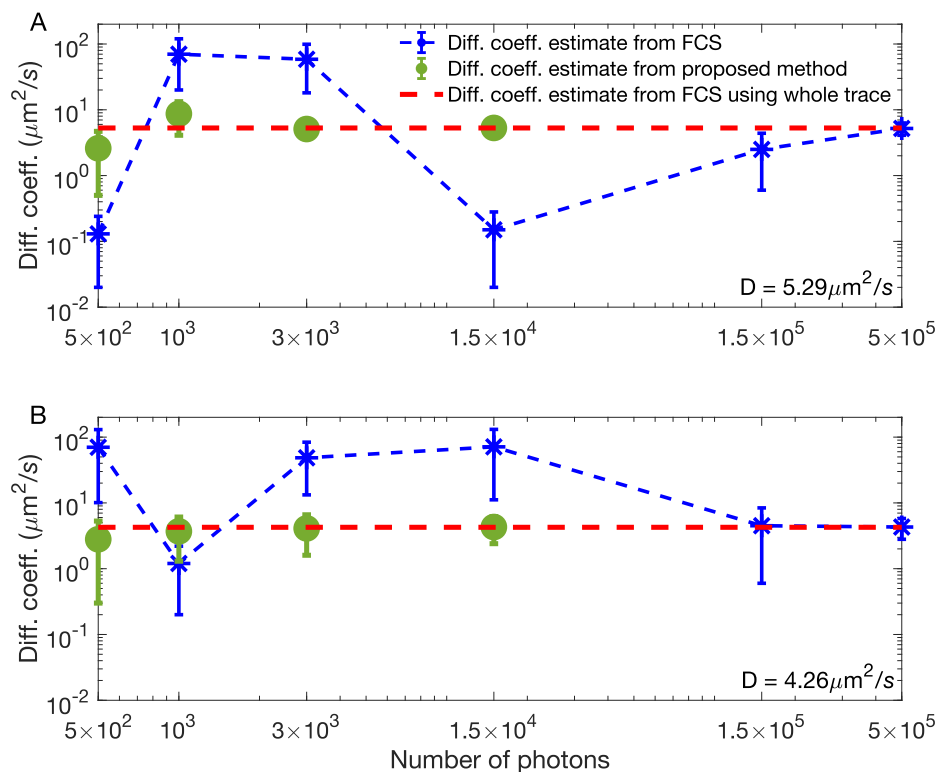 A
Diff. coeff. (μm²/s)
10²
10¹
10⁰
10⁻¹
10⁻²
Diff. coeff. estimate from FCS
Diff. coeff. estimate from proposed method
Diff. coeff. estimate from FCS using whole trace
D = 5.29μm²/s
5×10² 10³ 3×10³ 1.5×10⁴ 1.5×10⁵ 5×10⁵
B
Diff. coeff. (μm²/s)
10²
10¹
10⁰
10⁻¹
10⁻²
D = 4.26μm²/s
5×10² 10³ 3×10³ 1.5×10⁴ 1.5×10⁵ 5×10⁵
Number of photons